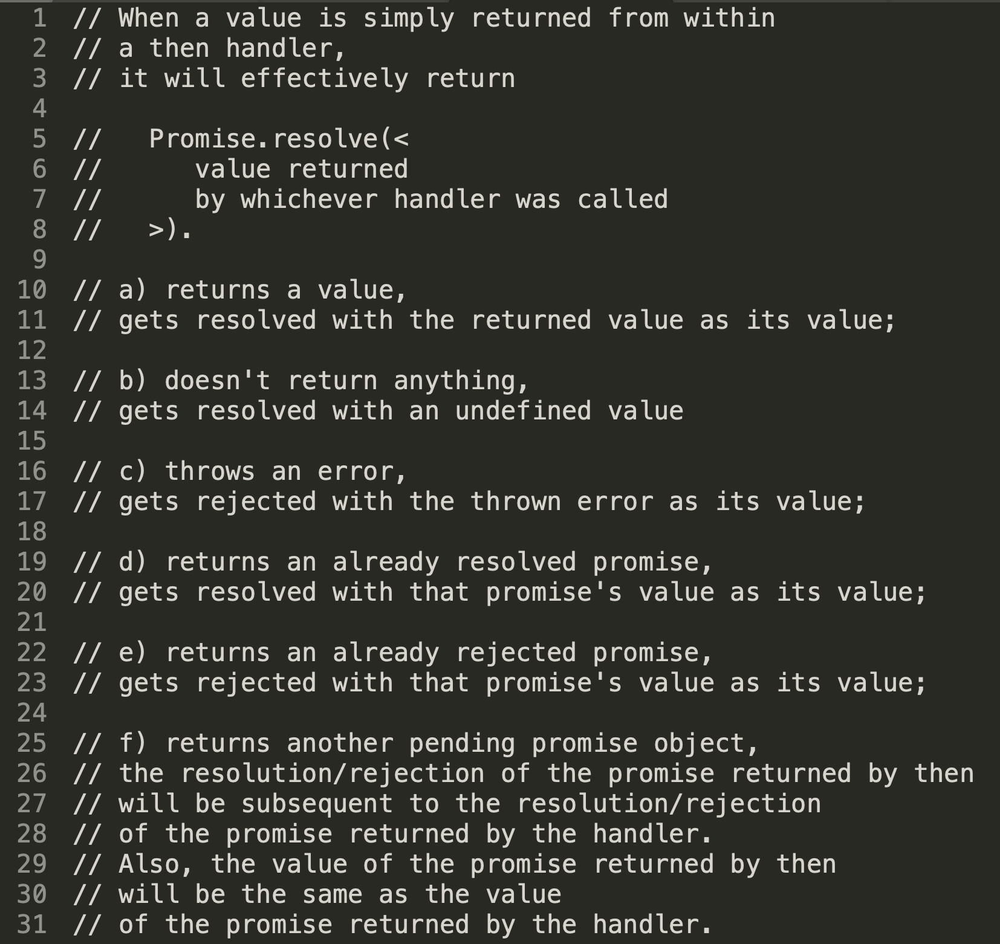 1 // When a value is simply returned from within
2 // a then handler,
3 // it will effectively return
4
5 //   Promise.resolve(<
6 //      value returned
7 //      by whichever handler was called
8 //   >).
9
10 // a) returns a value,
11 // gets resolved with the returned value as its value;
12
13 // b) doesn't return anything,
14 // gets resolved with an undefined value
15
16 // c) throws an error,
17 // gets rejected with the thrown error as its value;
18
19 // d) returns an already resolved promise,
20 // gets resolved with that promise's value as its value;
21
22 // e) returns an already rejected promise,
23 // gets rejected with that promise's value as its value;
24
25 // f) returns another pending promise object,
26 // the resolution/rejection of the promise returned by then
27 // will be subsequent to the resolution/rejection
28 // of the promise returned by the handler.
29 // Also, the value of the promise returned by then
30 // will be the same as the value
31 // of the promise returned by the handler.